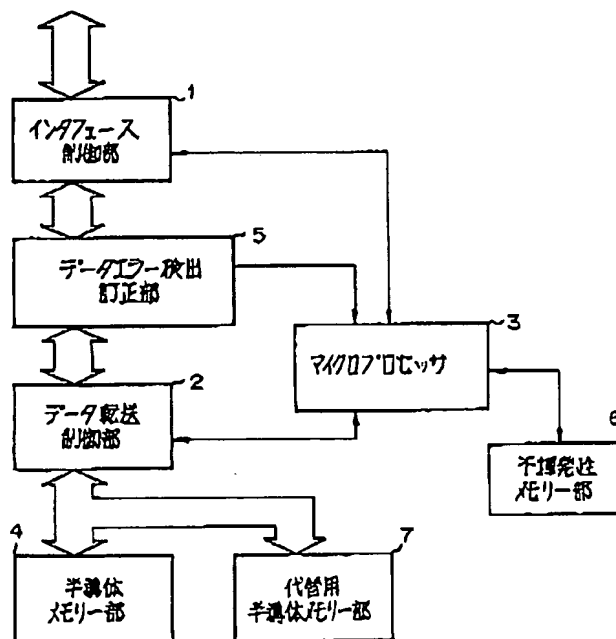 1
インタフェース
制御部
5
データエラー検出
訂正部
3
マイクロプロセッサ
2
データ転送
制御部
6
不揮発性
メモリー部
4
半導体
メモリー部
7
代替用
半導体メモリー部